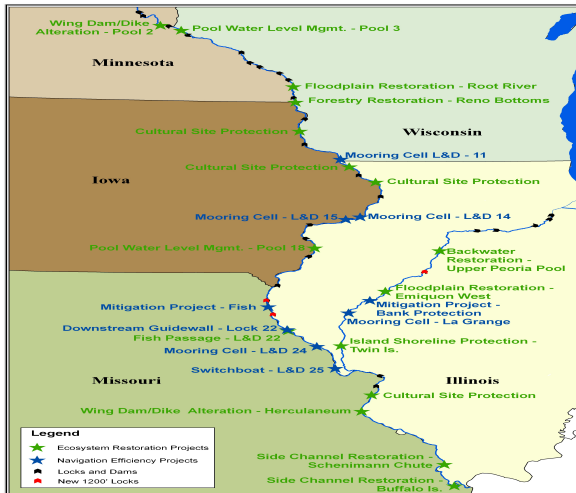 Wing Dam/Dike
Alteration - Pool 2
Pool Water Level Mgmt. - Pool 3
Minnesota
Floodplain Restoration - Root River
Forestry Restoration - Reno Bottoms
Cultural Site Protection
Wisconsin
Mooring Cell L&D - 11
Cultural Site Protection
Iowa
Cultural Site Protection
Mooring Cell - L&D 15
Mooring Cell - L&D 14
Pool Water Level Mgmt. - Pool 18
Backwater
Restoration -
Upper Peoria Pool
Floodplain Restoration -
Emiquon West
Mitigation Project - Fish
Mitigation Project -
Bank Protection
Mooring Cell - La Grange
Downstream Guidewall - Lock 22
Fish Passage - L&D 22
Mooring Cell - L&D 24
Island Shoreline Protection -
Twin Is.
Switchboat - L&D 25
Missouri
Illinois
Cultural Site Protection
Wing Dam/Dike Alteration - Herculaneum
Legend
Ecosystem Restoration Projects
Navigation Efficiency Projects
Locks and Dams
New 1200' Locks
Side Channel Restoration -
Schenimann Chute
Side Channel Restoration -
Buffalo Is.